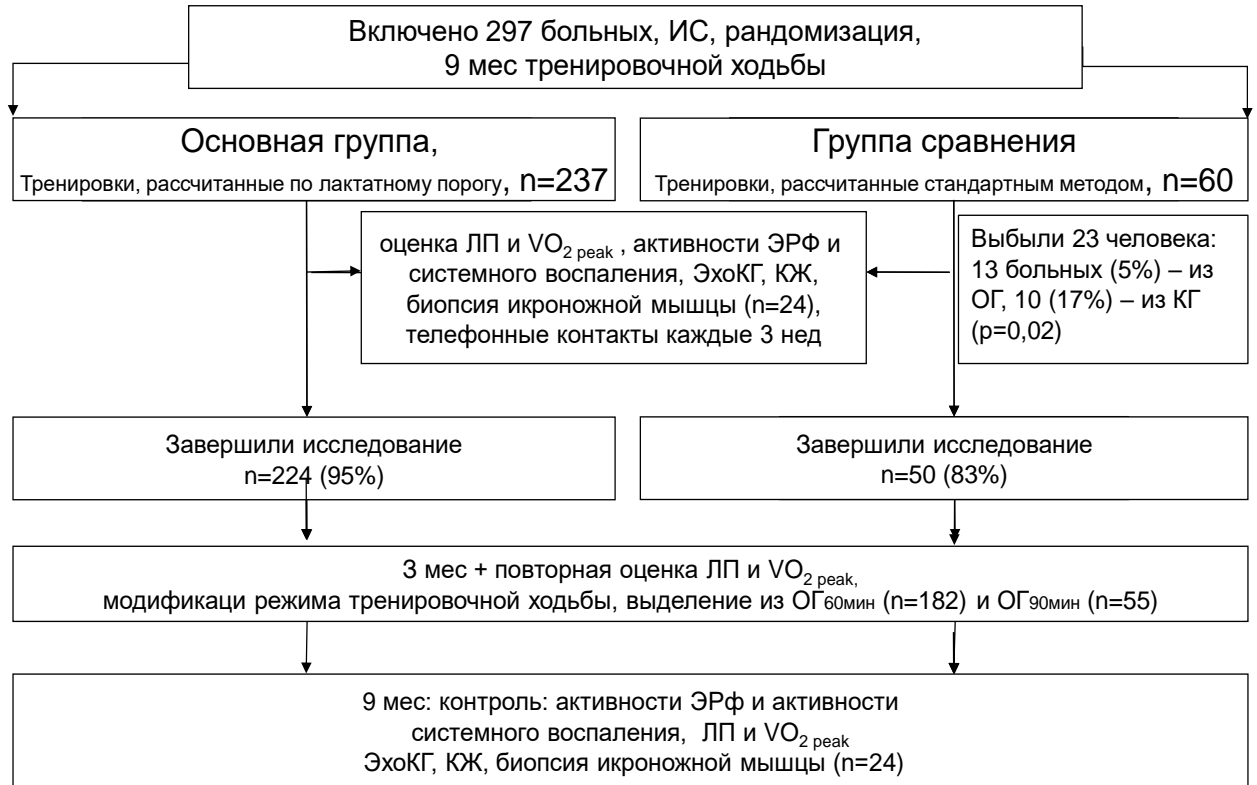 Включено 297 больных, ИС, рандомизация,
9 мес тренировочной ходьбы
Основная группа,
Тренировки, рассчитанные по лактатному порогу, n=237
Группа сравнения
Тренировки, рассчитанные стандартным методом, n=60
оценка ЛП и VO2 peak , активности ЭРФ и
системного воспаления, ЭхоКГ, КЖ,
биопсия икроножной мышцы (n=24),
телефонные контакты каждые 3 нед
Выбыли 23 человека:
13 больных (5%) – из
ОГ, 10 (17%) – из КГ
(p=0,02)
Завершили исследование
n=224 (95%)
Завершили исследование
n=50 (83%)
3 мес + повторная оценка ЛП и VO2 peak,
модификаци режима тренировочной ходьбы, выделение из ОГ60мин (n=182) и ОГ90мин (n=55)
9 мес: контроль: активности ЭРф и активности
системного воспаления, ЛП и VO2 peak
ЭхоКГ, КЖ, биопсия икроножной мышцы (n=24)